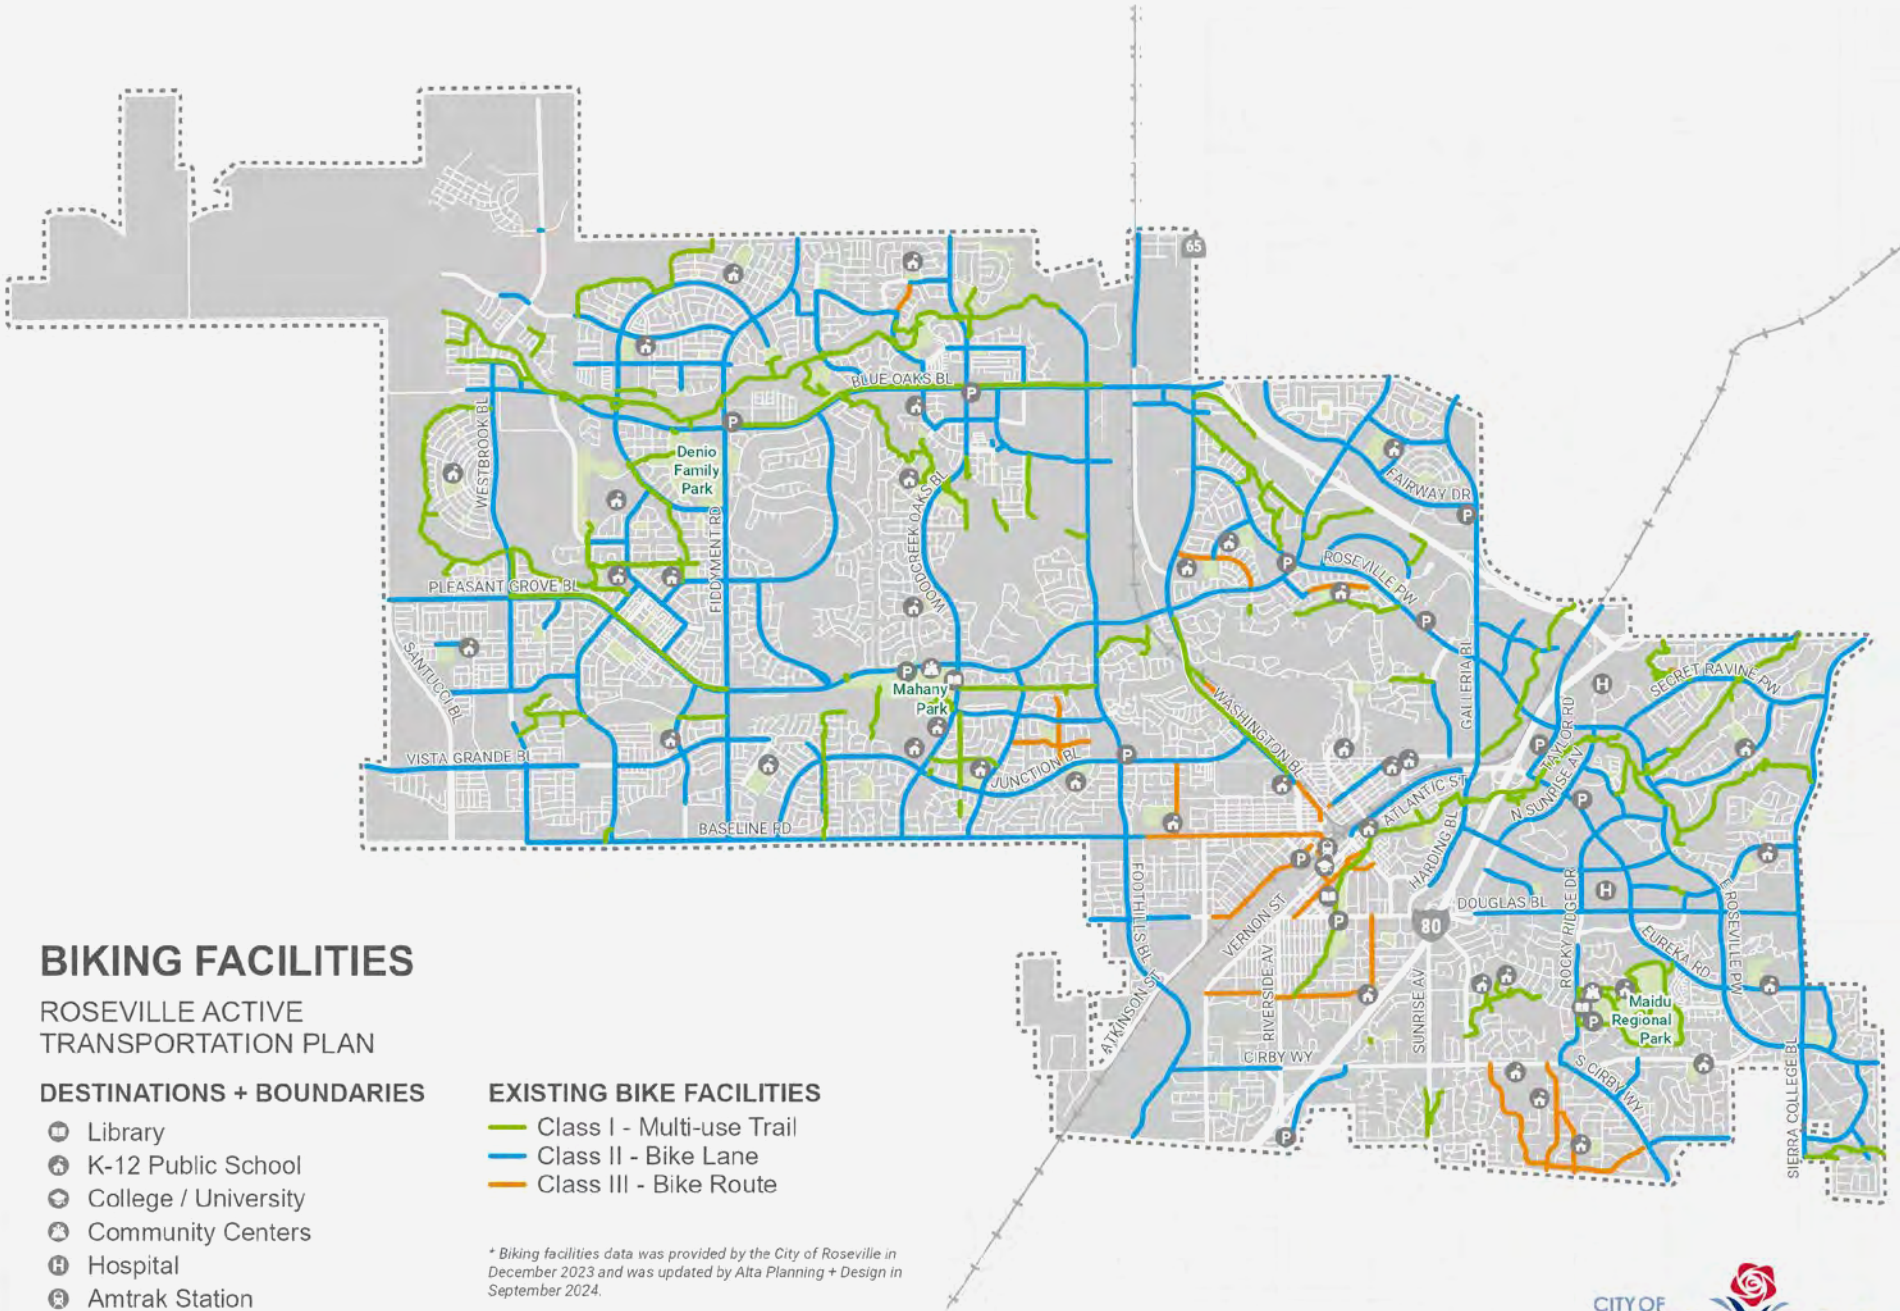 65
BLUE OAKS BL
WESTBROOK BL
Denio
Family
Park
FAIRWAY DR
WOODCREEK OAKS BL
FIDDYMENT RD
ROSEVILLE PW
PLEASANT GROVE BL
SANTUCCI BL
GALLERIA BL
SECRET RAVINE PW
Mahany
Park
WASHINGTON BL
TAYLOR RD
VISTA GRANDE BL
JUNCTION BL
N SUNRISE AV
ATLANTIC ST
BASELINE RD
HARDING BL
FOOTHILLS BL
ROCKY RIDGE DR
DOUGLAS BL
E ROSEVILLE PW
80
VERNON ST
EUREKA RD
RIVERSIDE AV
SUNRISE AV
ATKINSON ST
Maidu
Regional
Park
CIRBY WY
S CIRBY WY
SIERRA COLLEGE BL
P
P
P
P
P
P
P
P
P
P
P
P
P
P
H
H
BIKING FACILITIES
ROSEVILLE ACTIVE
TRANSPORTATION PLAN
DESTINATIONS + BOUNDARIES
Library
K-12 Public School
College / University
Community Centers
H Hospital
Amtrak Station
EXISTING BIKE FACILITIES
Class I - Multi-use Trail
Class II - Bike Lane
Class III - Bike Route
* Biking facilities data was provided by the City of Roseville in
December 2023 and was updated by Alta Planning + Design in
September 2024.
CITY OF